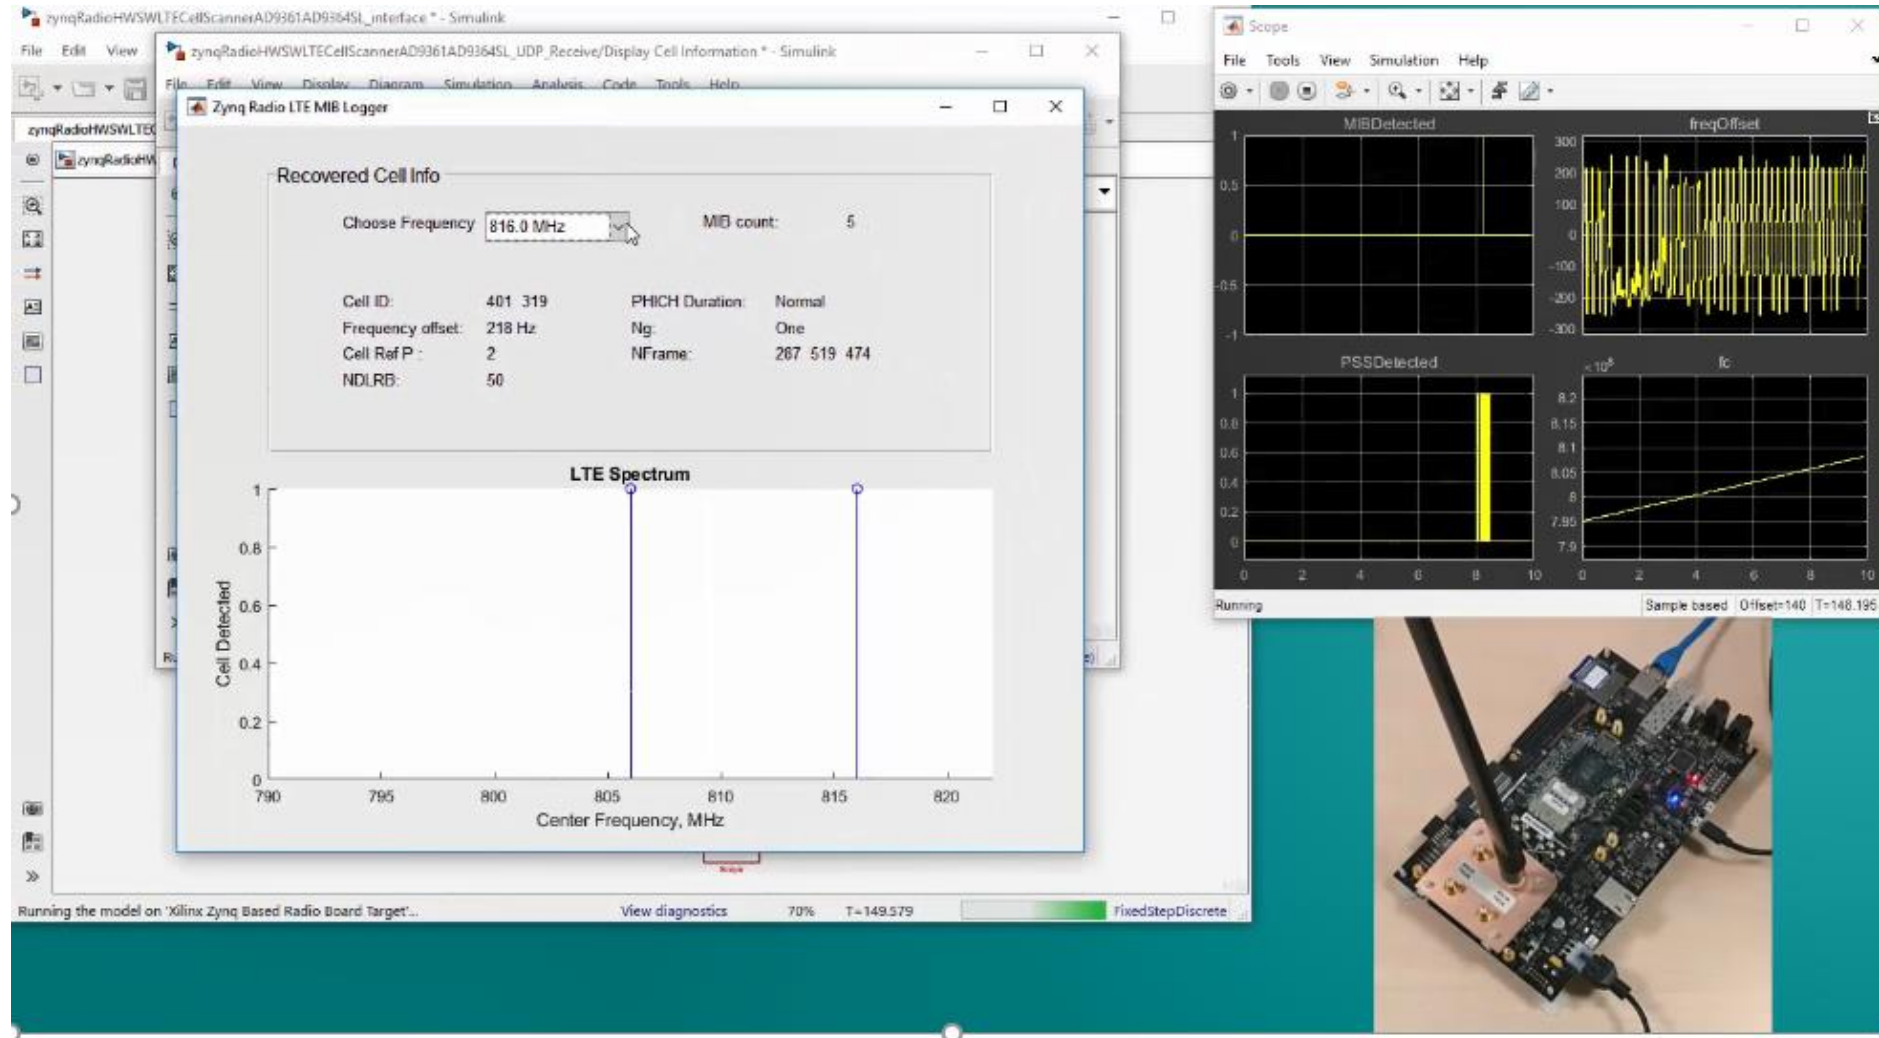 zynqRadioHWSWLTECellScannerAD9361AD9364SL_interface * - Simulink
File Edit View
zynqRadioHWSWLTECellScannerAD9361AD9364SL_UDP_Receive/Display Cell Information * - Simulink
File Edit View Display Diagram Simulation Analysis Code Tools Help
Zynq Radio LTE MIB Logger
zynqRadioHWSWLTEC
zynqRadioHW
Recovered Cell Info
Choose Frequency 816.0 MHz MIB count: 5
Cell ID: 401 319 PHICH Duration: Normal
Frequency offset: 218 Hz Ng: One
Cell Ref P : 2 NFrame: 287 519 474
NDLRB: 50
LTE Spectrum
1
0.8
0.6
0.4
0.2
0
Cell Detected
790 795 800 805 810 815 820
Center Frequency, MHz
Scope
Running the model on 'Xilinx Zynq Based Radio Board Target'... View diagnostics 70% T=149.579 FixedStepDiscrete
Scope
File Tools View Simulation Help
MIBDetected
1
0.5
0
-0.5
-1
freqOffset
300
200
100
0
-100
-200
-300
PSSDetected
1
0.8
0.6
0.4
0.2
0
0 2 4 6 8 10
fc
×10⁸
8.2
8.15
8.1
8.05
8
7.95
7.9
0 2 4 6 8 10
Running Sample based Offset=140 T=148.195